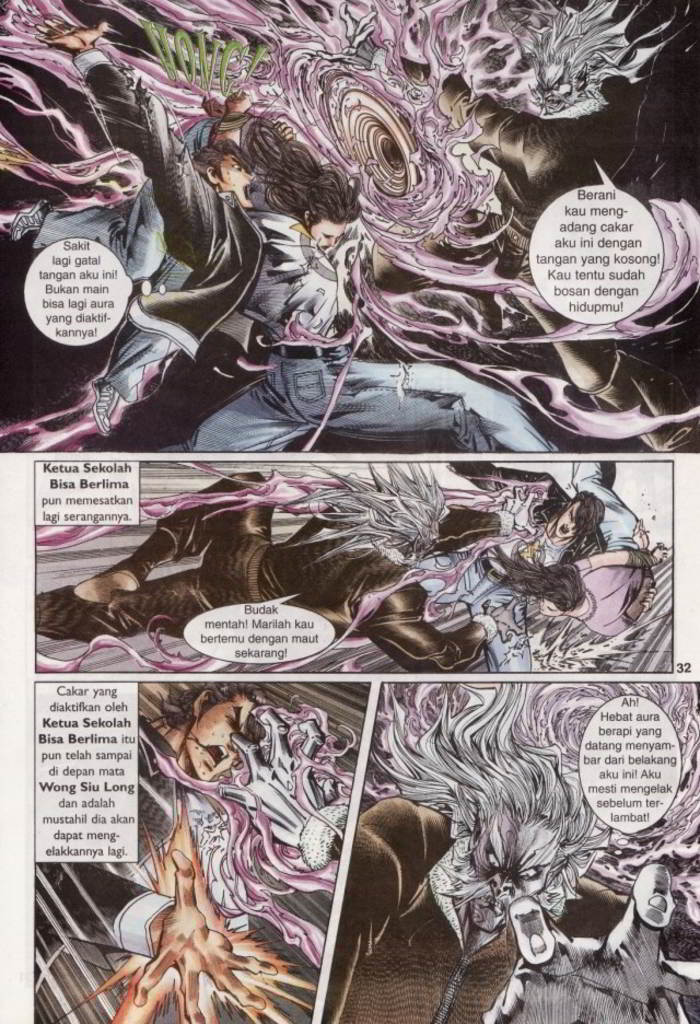 VOUG!
Berani
kau meng-
adang cakar
aku ini dengan
tangan yang kosong!
Kau tentu sudah
bosan dengan
hidupmu!
Sakit
lagi gatal
tangan aku ini!
Bukan main
bisa lagi aura
yang diaktif-
kannya!
Ketua Sekolah
Bisa Berlima
pun memesatkan
lagi serangannya.
Budak
mentah! Marilah kau
bertemu dengan maut
sekarang!
32
Cakar yang
diaktifkan oleh
Ketua Sekolah
Bisa Berlima itu
pun telah sampai
di depan mata
Wong Siu Long
dan adalah
mustahil dia akan
dapat meng-
elakkannya lagi.
Ah!
Hebat aura
berapi yang
datang menyam-
bar dari belakang
aku ini! Aku
mesti mengelak
sebelum ter-
lambat!